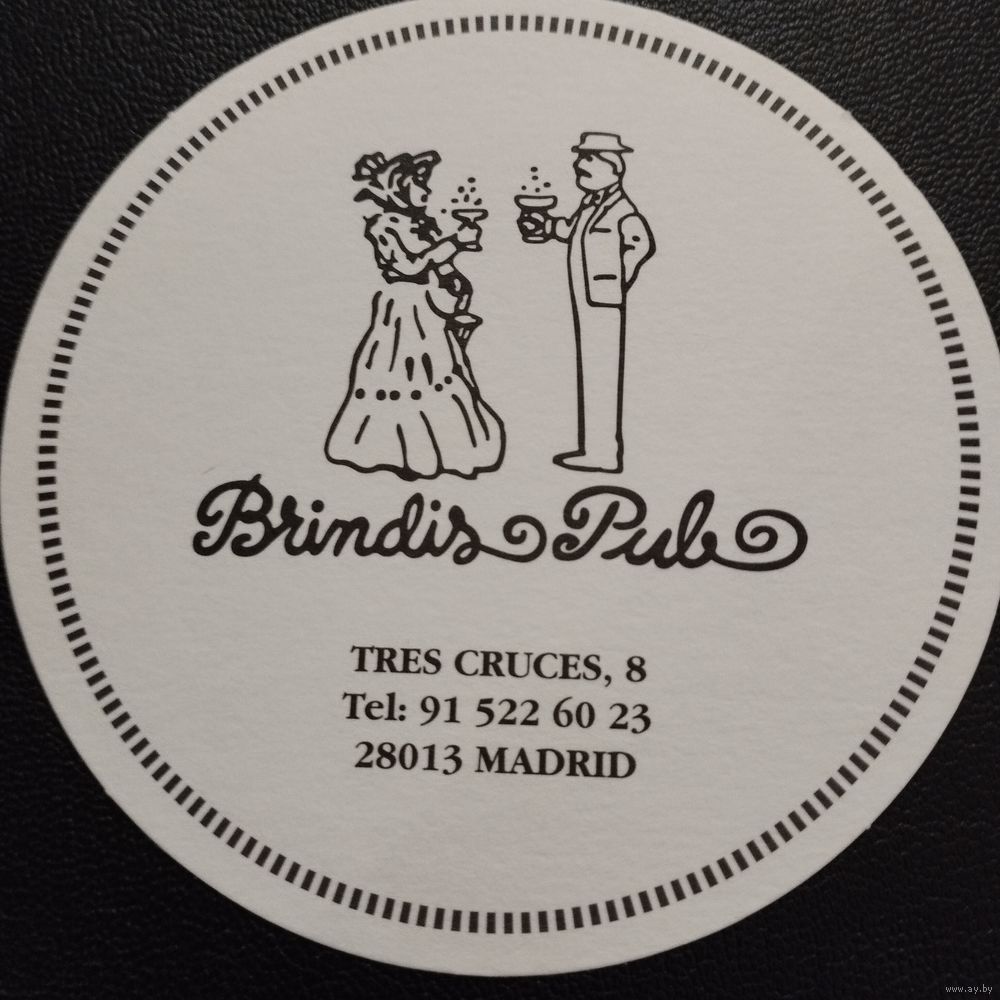 Brindis Pub
TRES CRUCES, 8
Tel: 91 522 60 23
28013 MADRID
www.ay.by